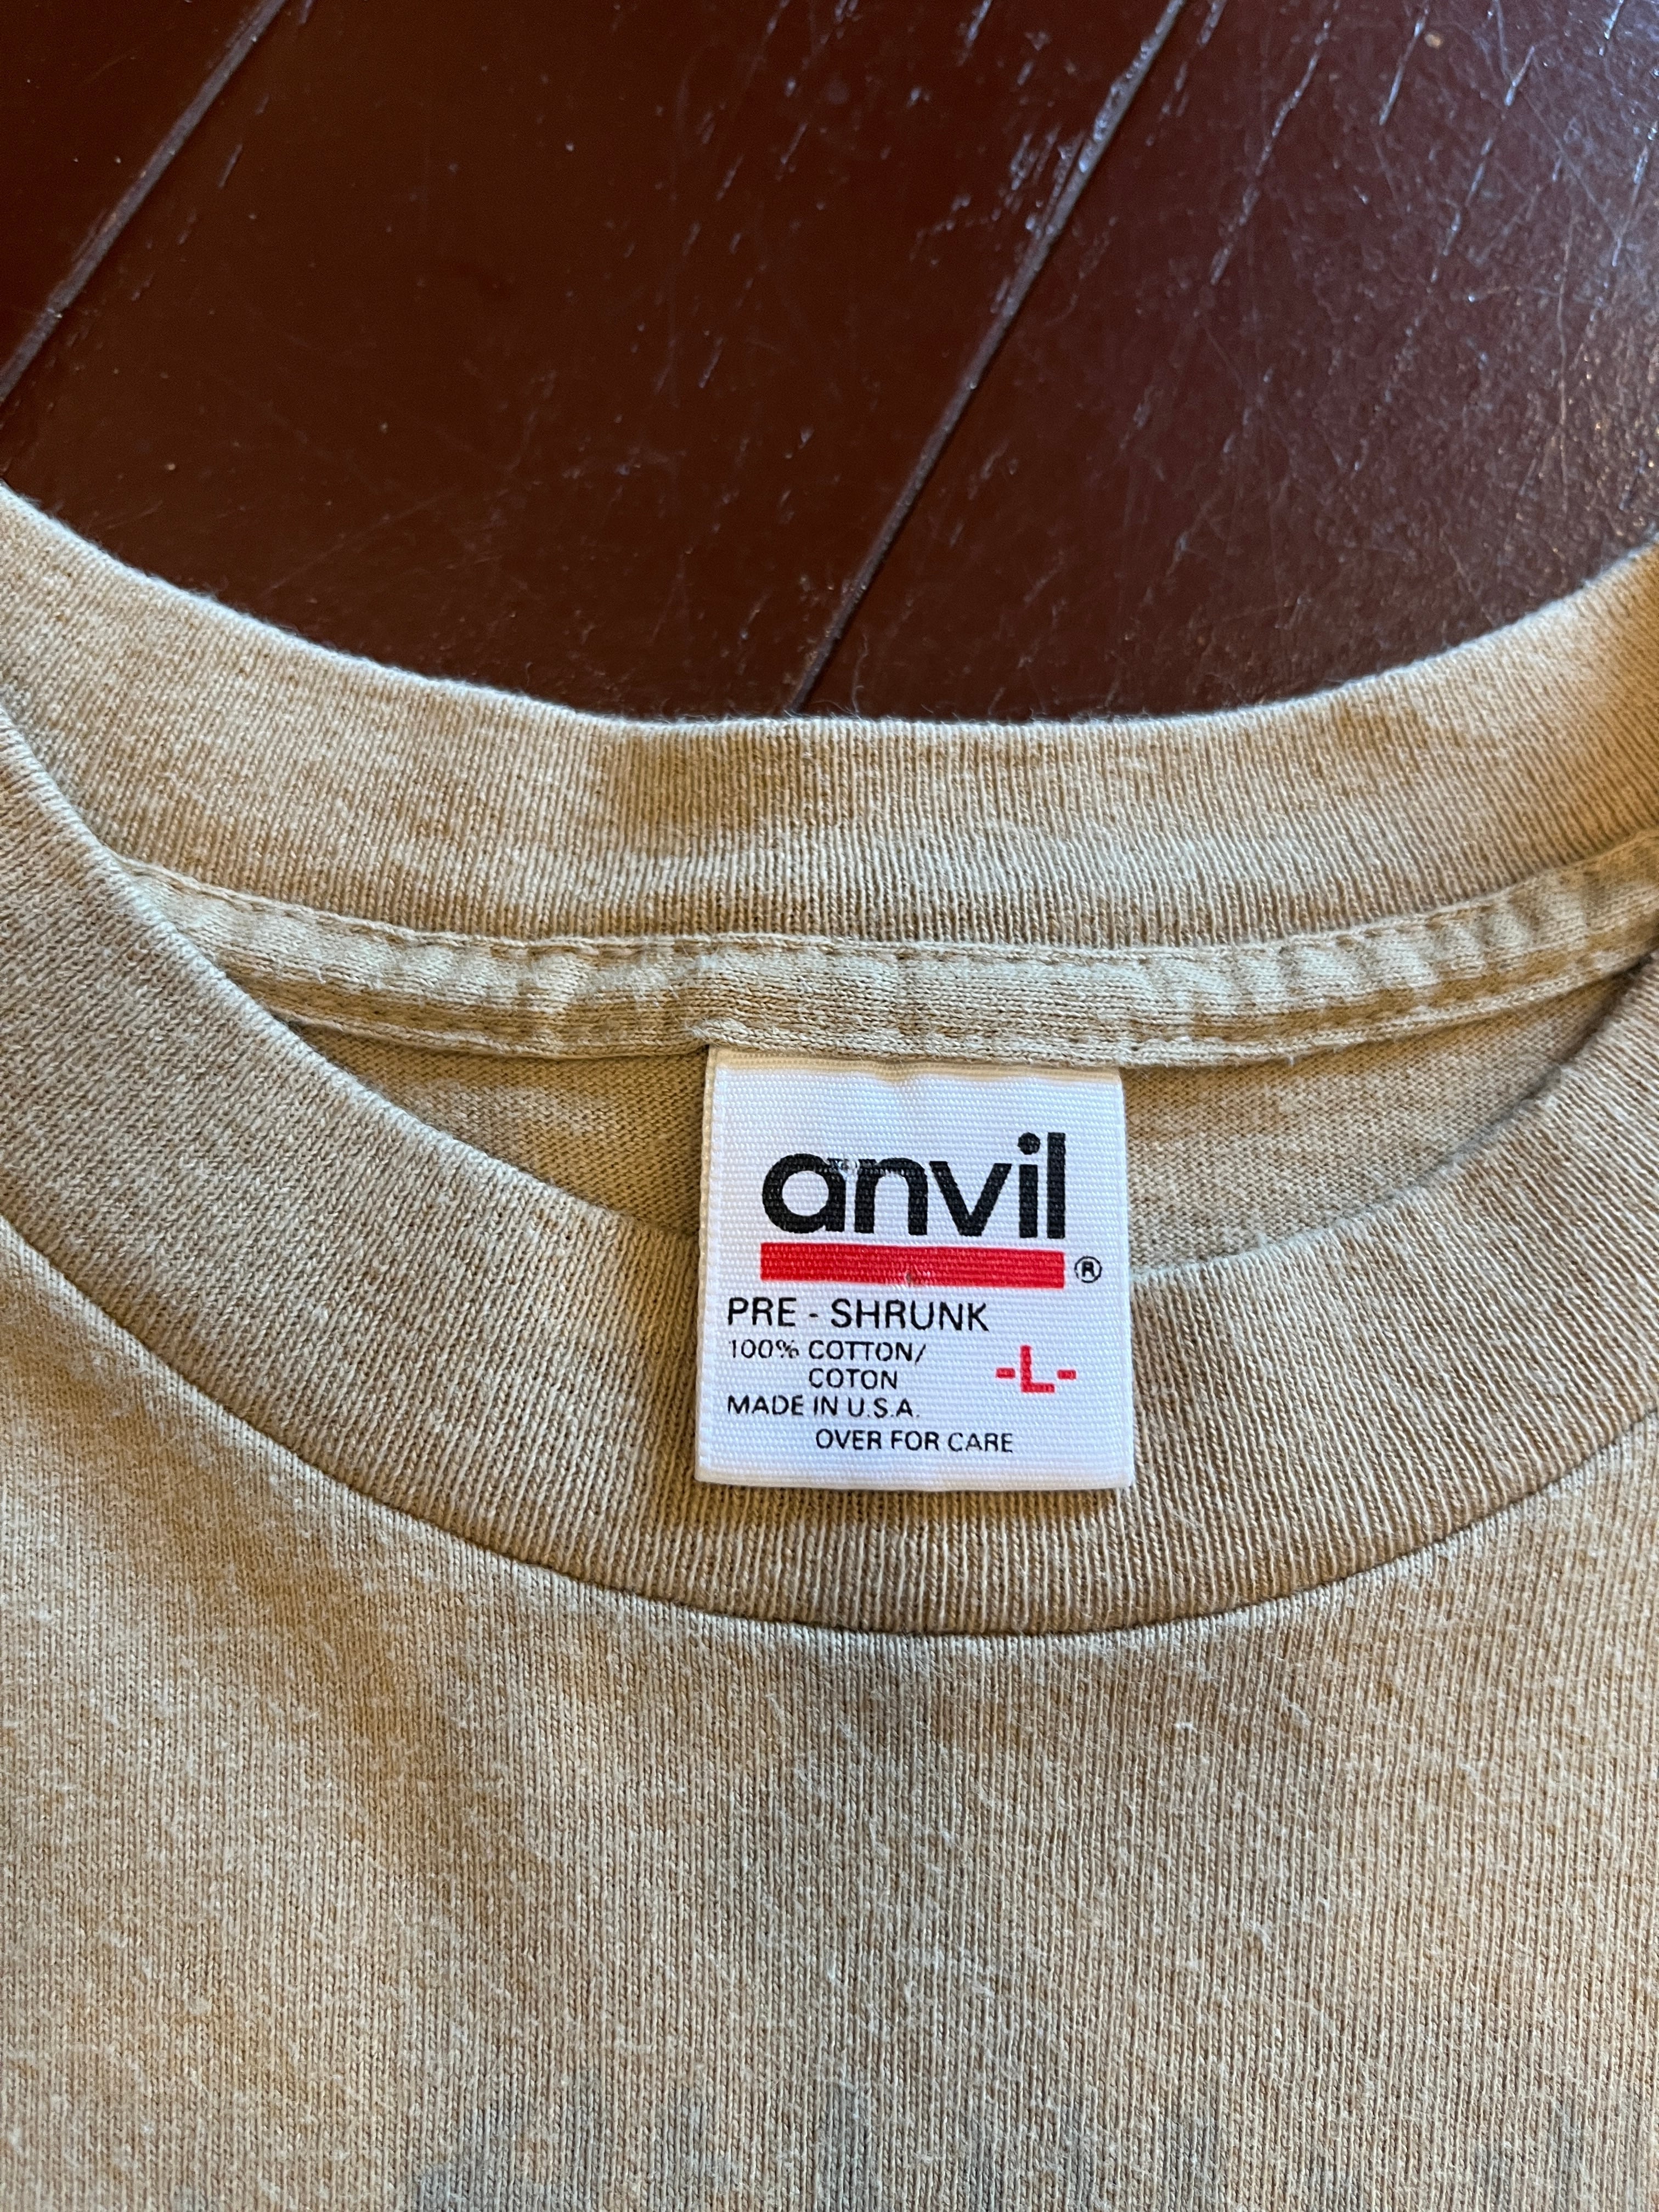 anvil
®
PRE - SHRUNK
100% COTTON/
COTON
-L-
MADE IN U.S.A.
OVER FOR CARE